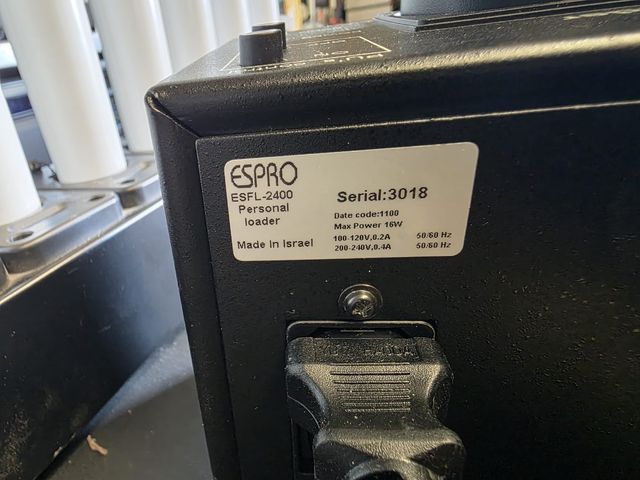 ESPRO
ESFL-2400
Personal
loader
Made In Israel
Serial:3018
Date code:1100
Max Power 16W
100-120V,0.2A 50/60 Hz
200-240V,0.4A 50/60 Hz